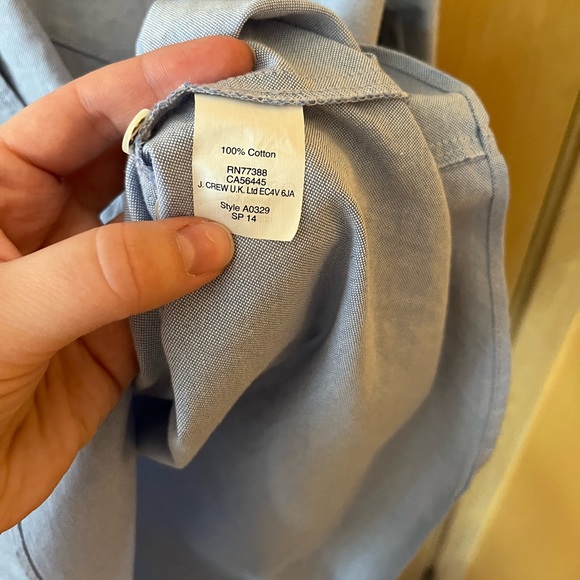 100% Cotton
RN77388
CA56445
J. CREW U.K. Ltd EC4V 6JA
Style A0329
SP 14